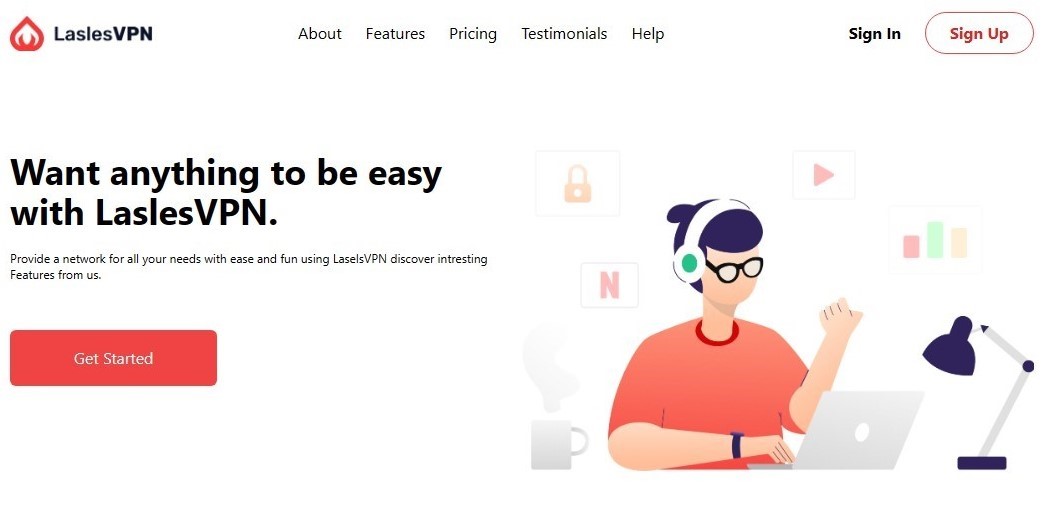 LaslesVPN
About Features Pricing Testimonials Help
Sign In
Sign Up
Want anything to be easy
with LaslesVPN.
Provide a network for all your needs with ease and fun using LaselsVPN discover intresting
Features from us.
Get Started
N